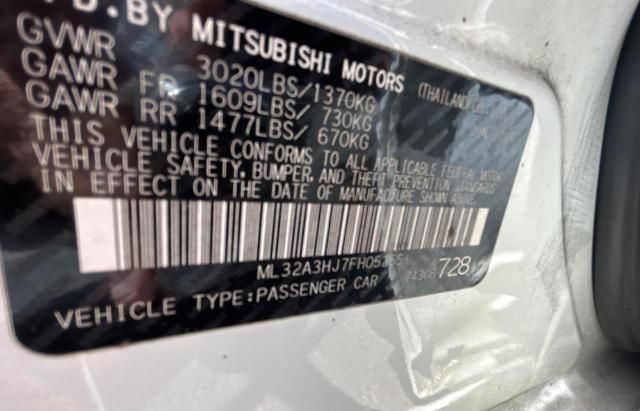 D.BY MITSUBISHI MOTORS (THAILAND
GVWR 3020LBS/1370KG
GAWR FR 1609LBS/ 730KG
GAWR RR 1477LBS/ 670KG
THIS VEHICLE CONFORMS TO ALL APPLICABLE FEDERAL MOTOR
VEHICLE SAFETY, BUMPER, AND THEFT PREVENTION STANDARDS
IN EFFECT ON THE DATE OF MANUFACTURE SHOWN ABOVE.
74308 728
VEHICLE TYPE:PASSENGER CAR